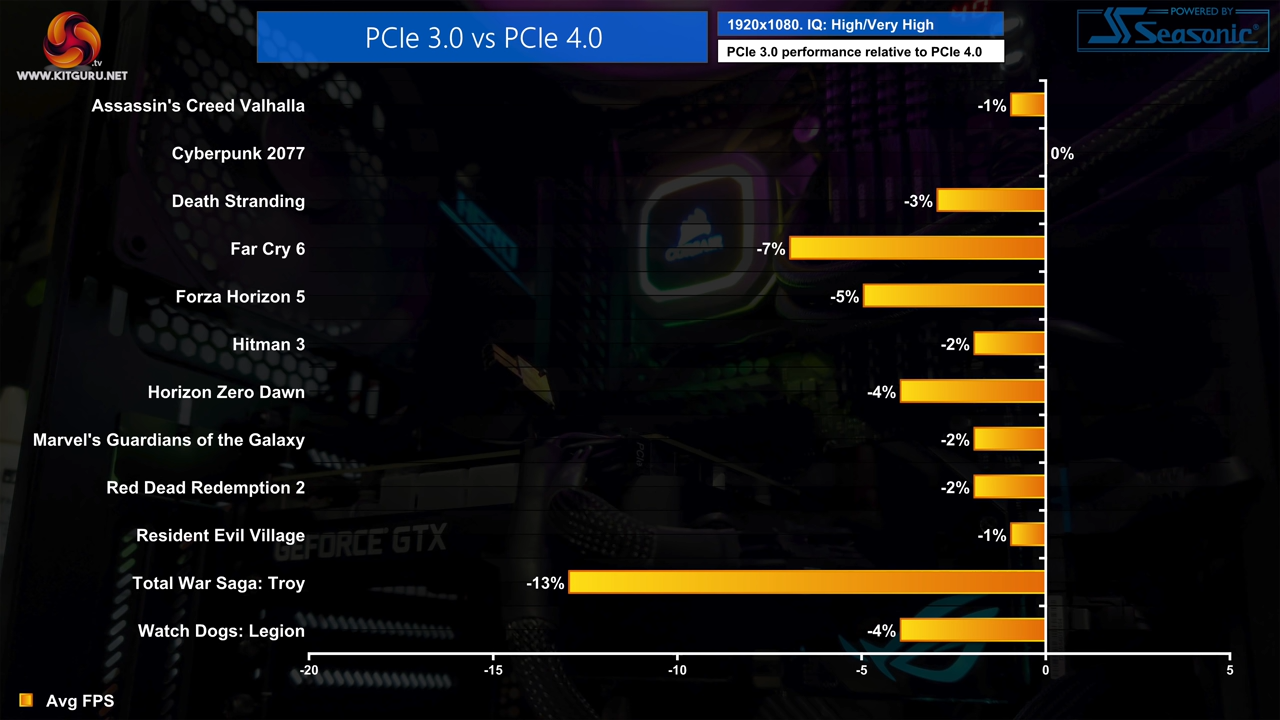 PCIe 3.0 vs PCIe 4.0
1920x1080. IQ: High/Very High
PCIe 3.0 performance relative to PCIe 4.0
POWERED BY
Seasonic
.tv
WWW.KITGURU.NET
Assassin's Creed Valhalla
-1%
Cyberpunk 2077
0%
Death Stranding
-3%
Far Cry 6
-7%
Forza Horizon 5
-5%
Hitman 3
-2%
Horizon Zero Dawn
-4%
Marvel's Guardians of the Galaxy
-2%
Red Dead Redemption 2
-2%
Resident Evil Village
-1%
GEFORCE GTX
Total War Saga: Troy
-13%
Watch Dogs: Legion
-4%
-20 -15 -10 -5 0 5
Avg FPS